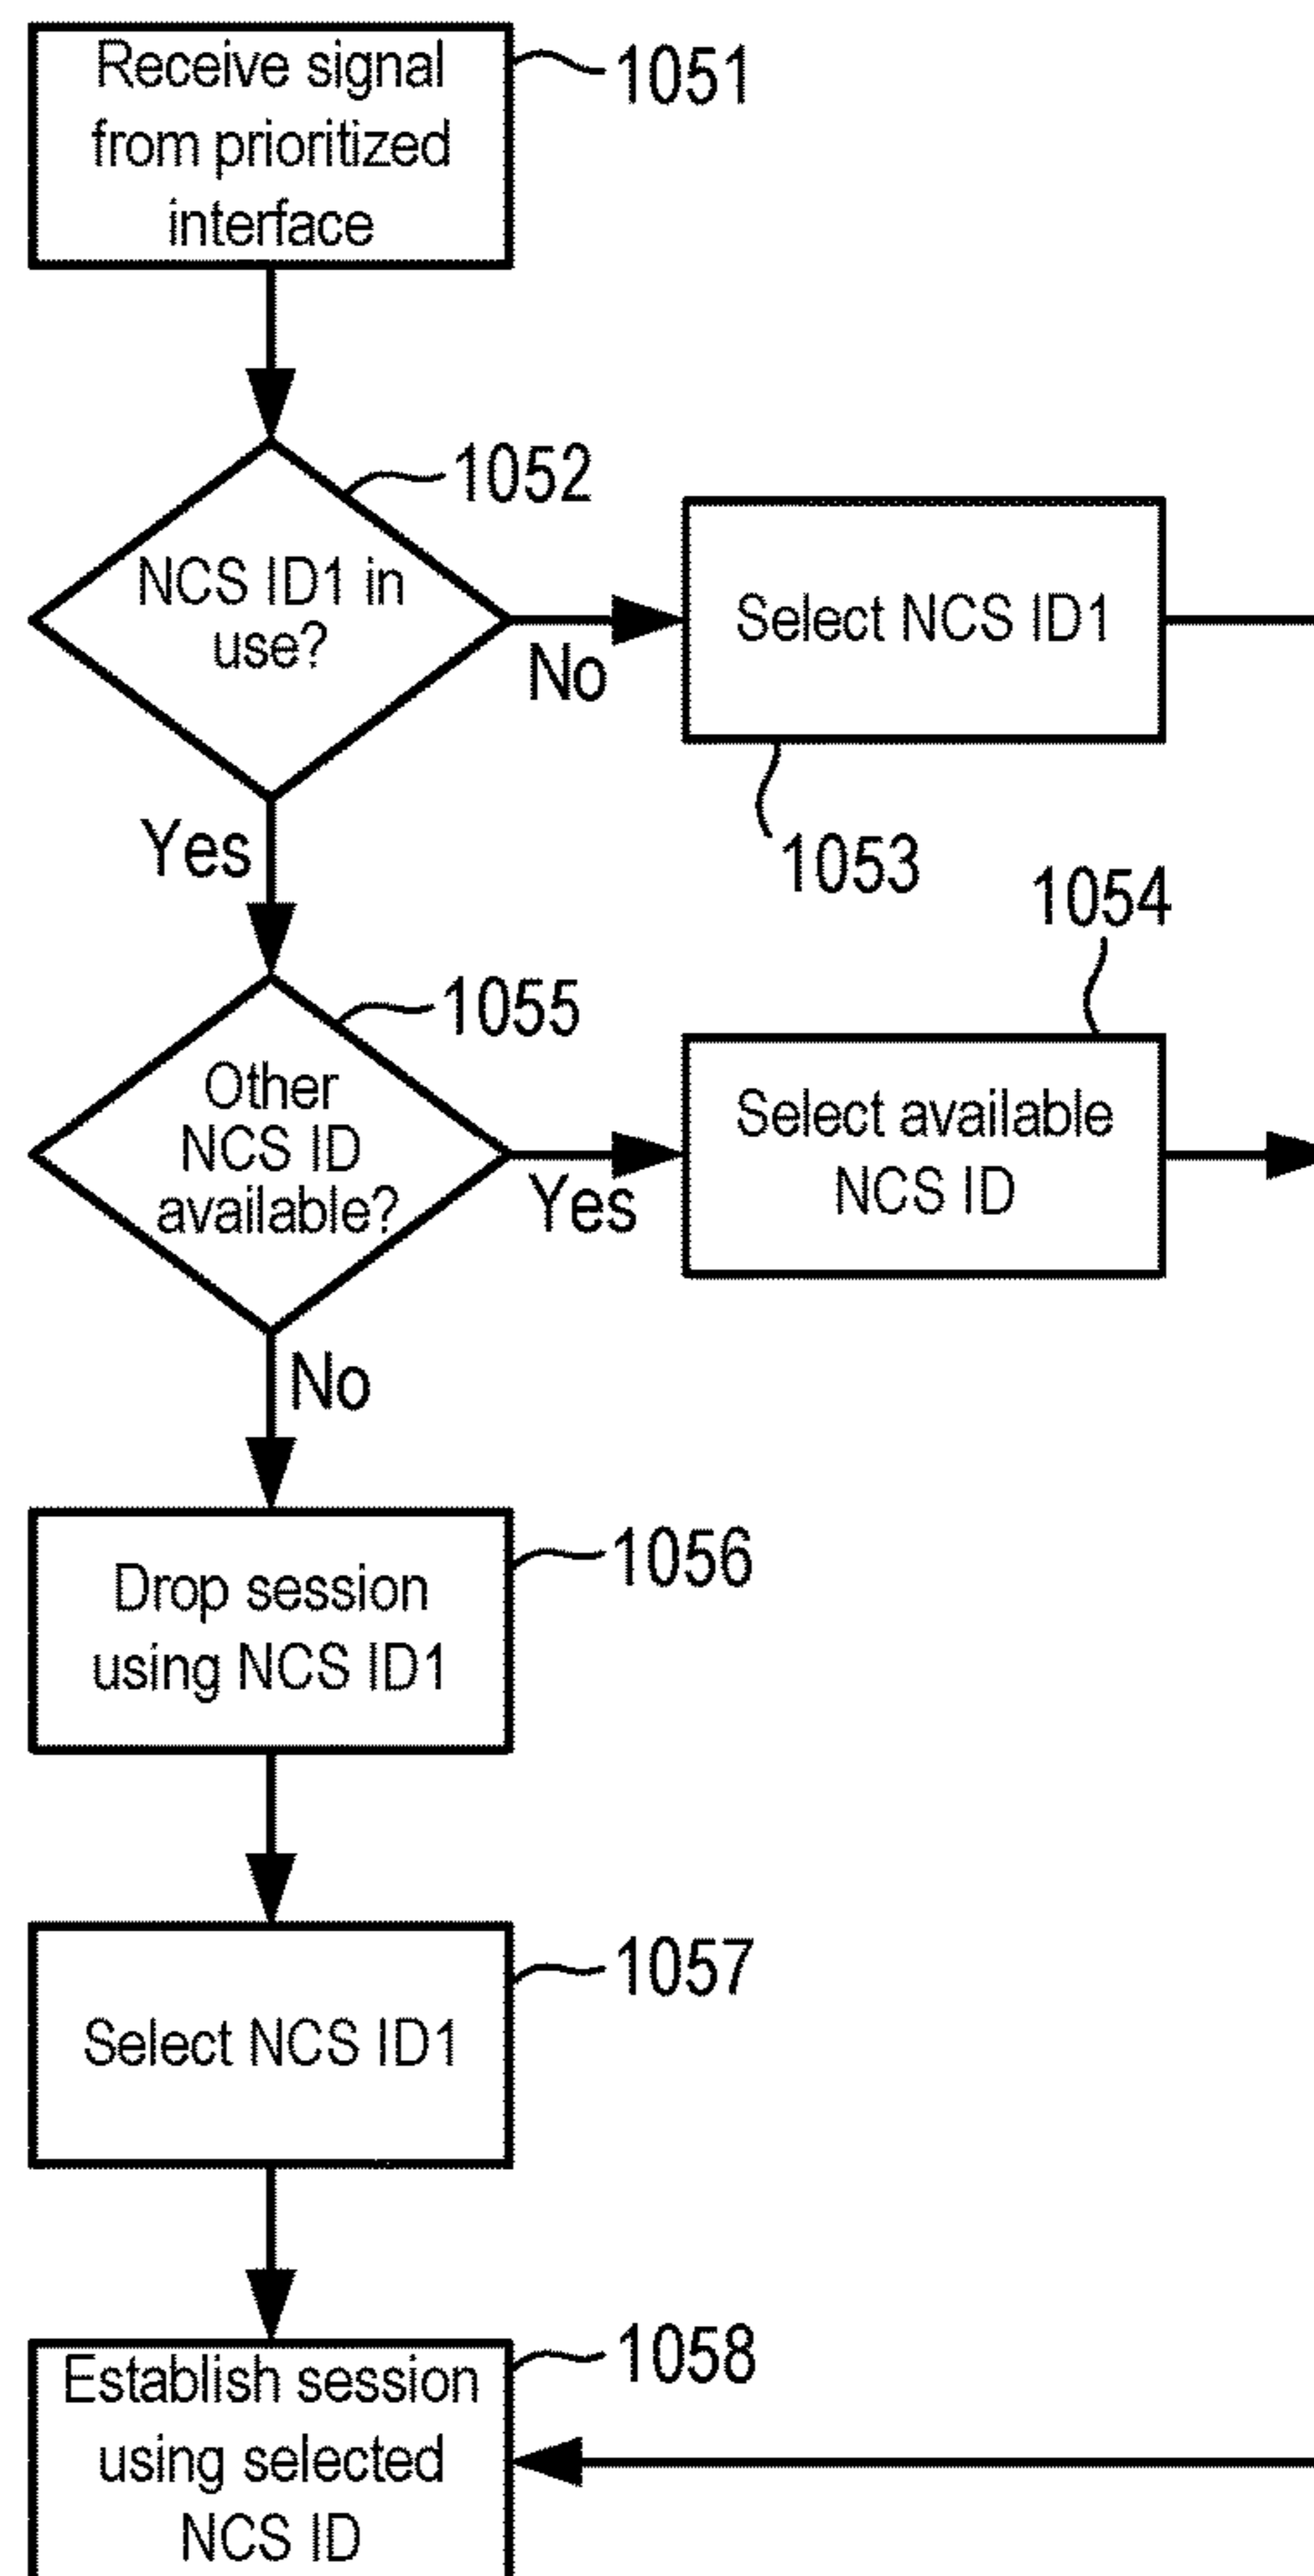 Receive signal
from prioritized
interface
1051
1052
NCS ID1 in
use?
No
Select NCS ID1
1053
Yes
1054
1055
Other
NCS ID
available?
Yes
Select available
NCS ID
No
1056
Drop session
using NCS ID1
1057
Select NCS ID1
1058
Establish session
using selected
NCS ID